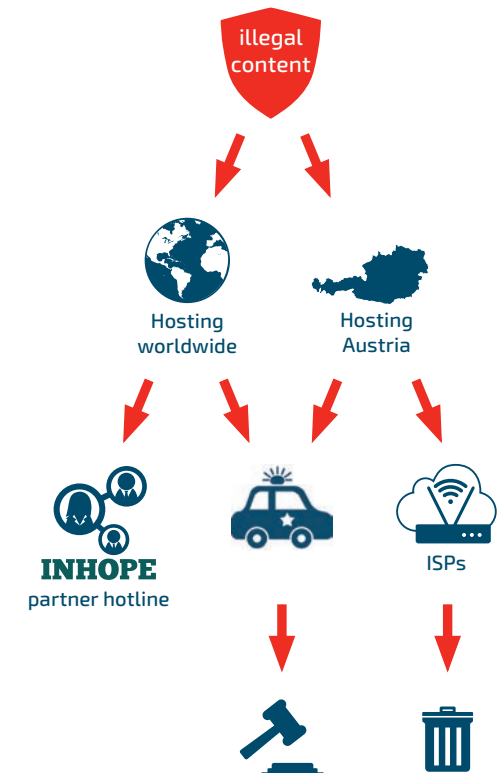 illegal
content
Hosting
worldwide
Hosting
Austria
INHOPE
partner hotline
ISPs